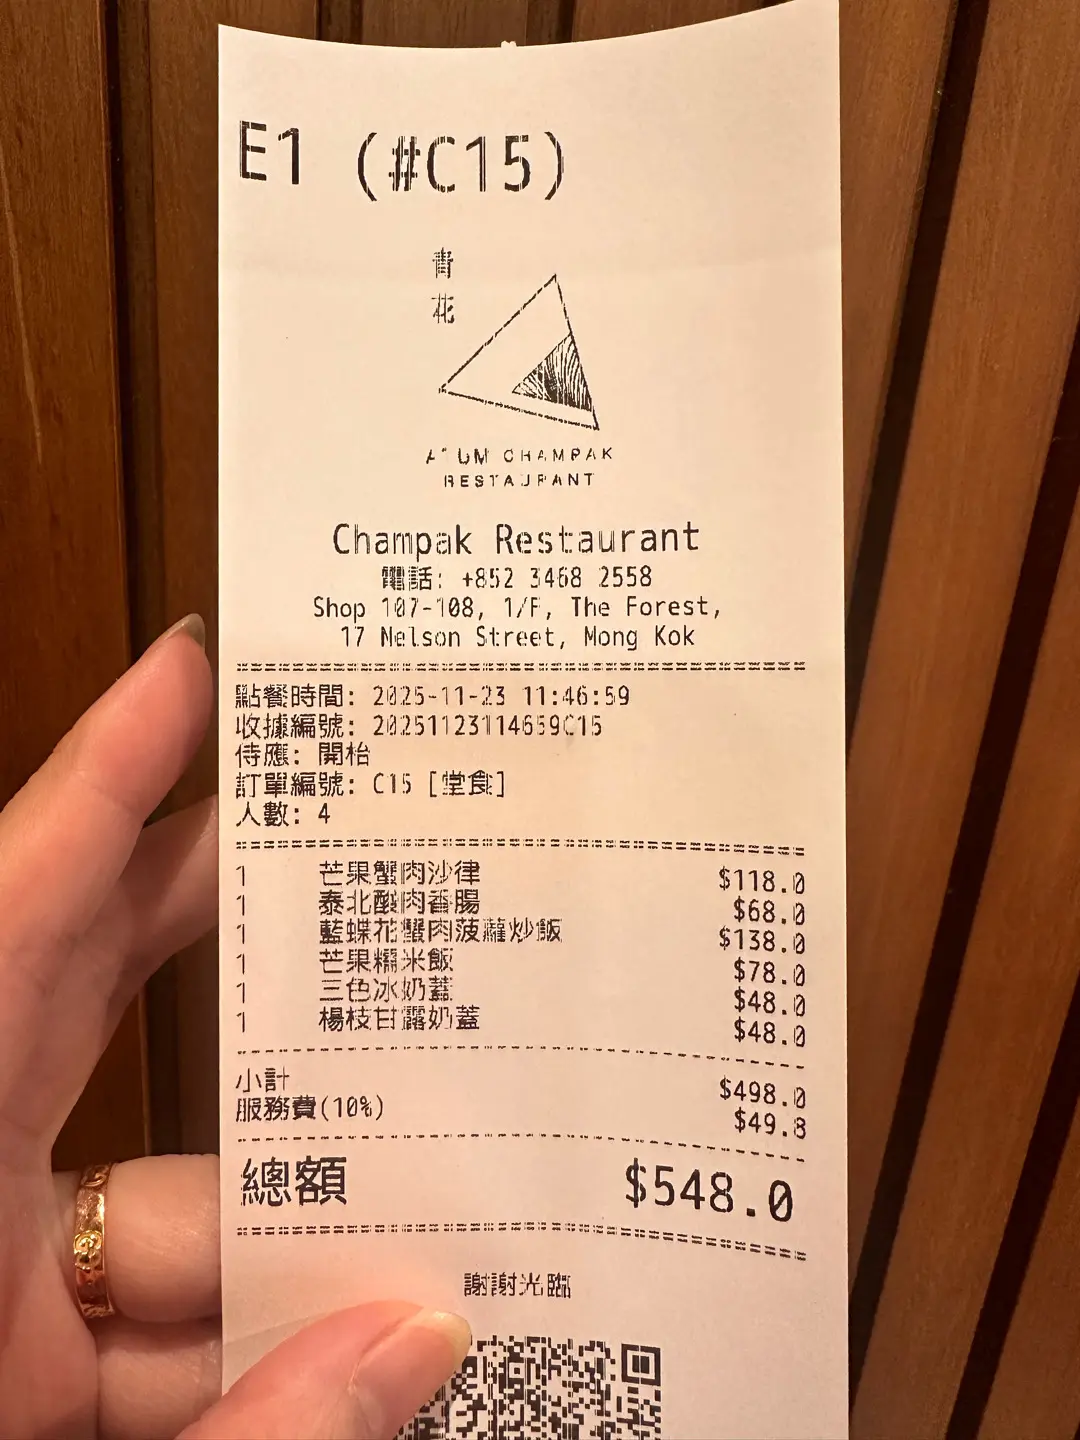 E1 (#C15)
青
花
CHAMPAK
RESTAURANT
Champak Restaurant
電話: +852 3468 2558
Shop 107-108, 1/F, The Forest,
17 Nelson Street, Mong Kok
點餐時間: 2025-11-23 11:46:59
收據編號: 20251123114659C15
侍應: 開枱
訂單編號: C15 [堂食]
人數: 4
1 芒果蟹肉沙律 $118.0
1 泰北酸肉香腸 $68.0
1 藍蝶花蟹肉菠蘿炒飯 $138.0
1 芒果糯米飯 $78.0
1 三色冰奶蓋 $48.0
1 楊枝甘露奶蓋 $48.0
小計 $498.0
服務費(10%) $49.8
總額 $548.0
謝謝光臨